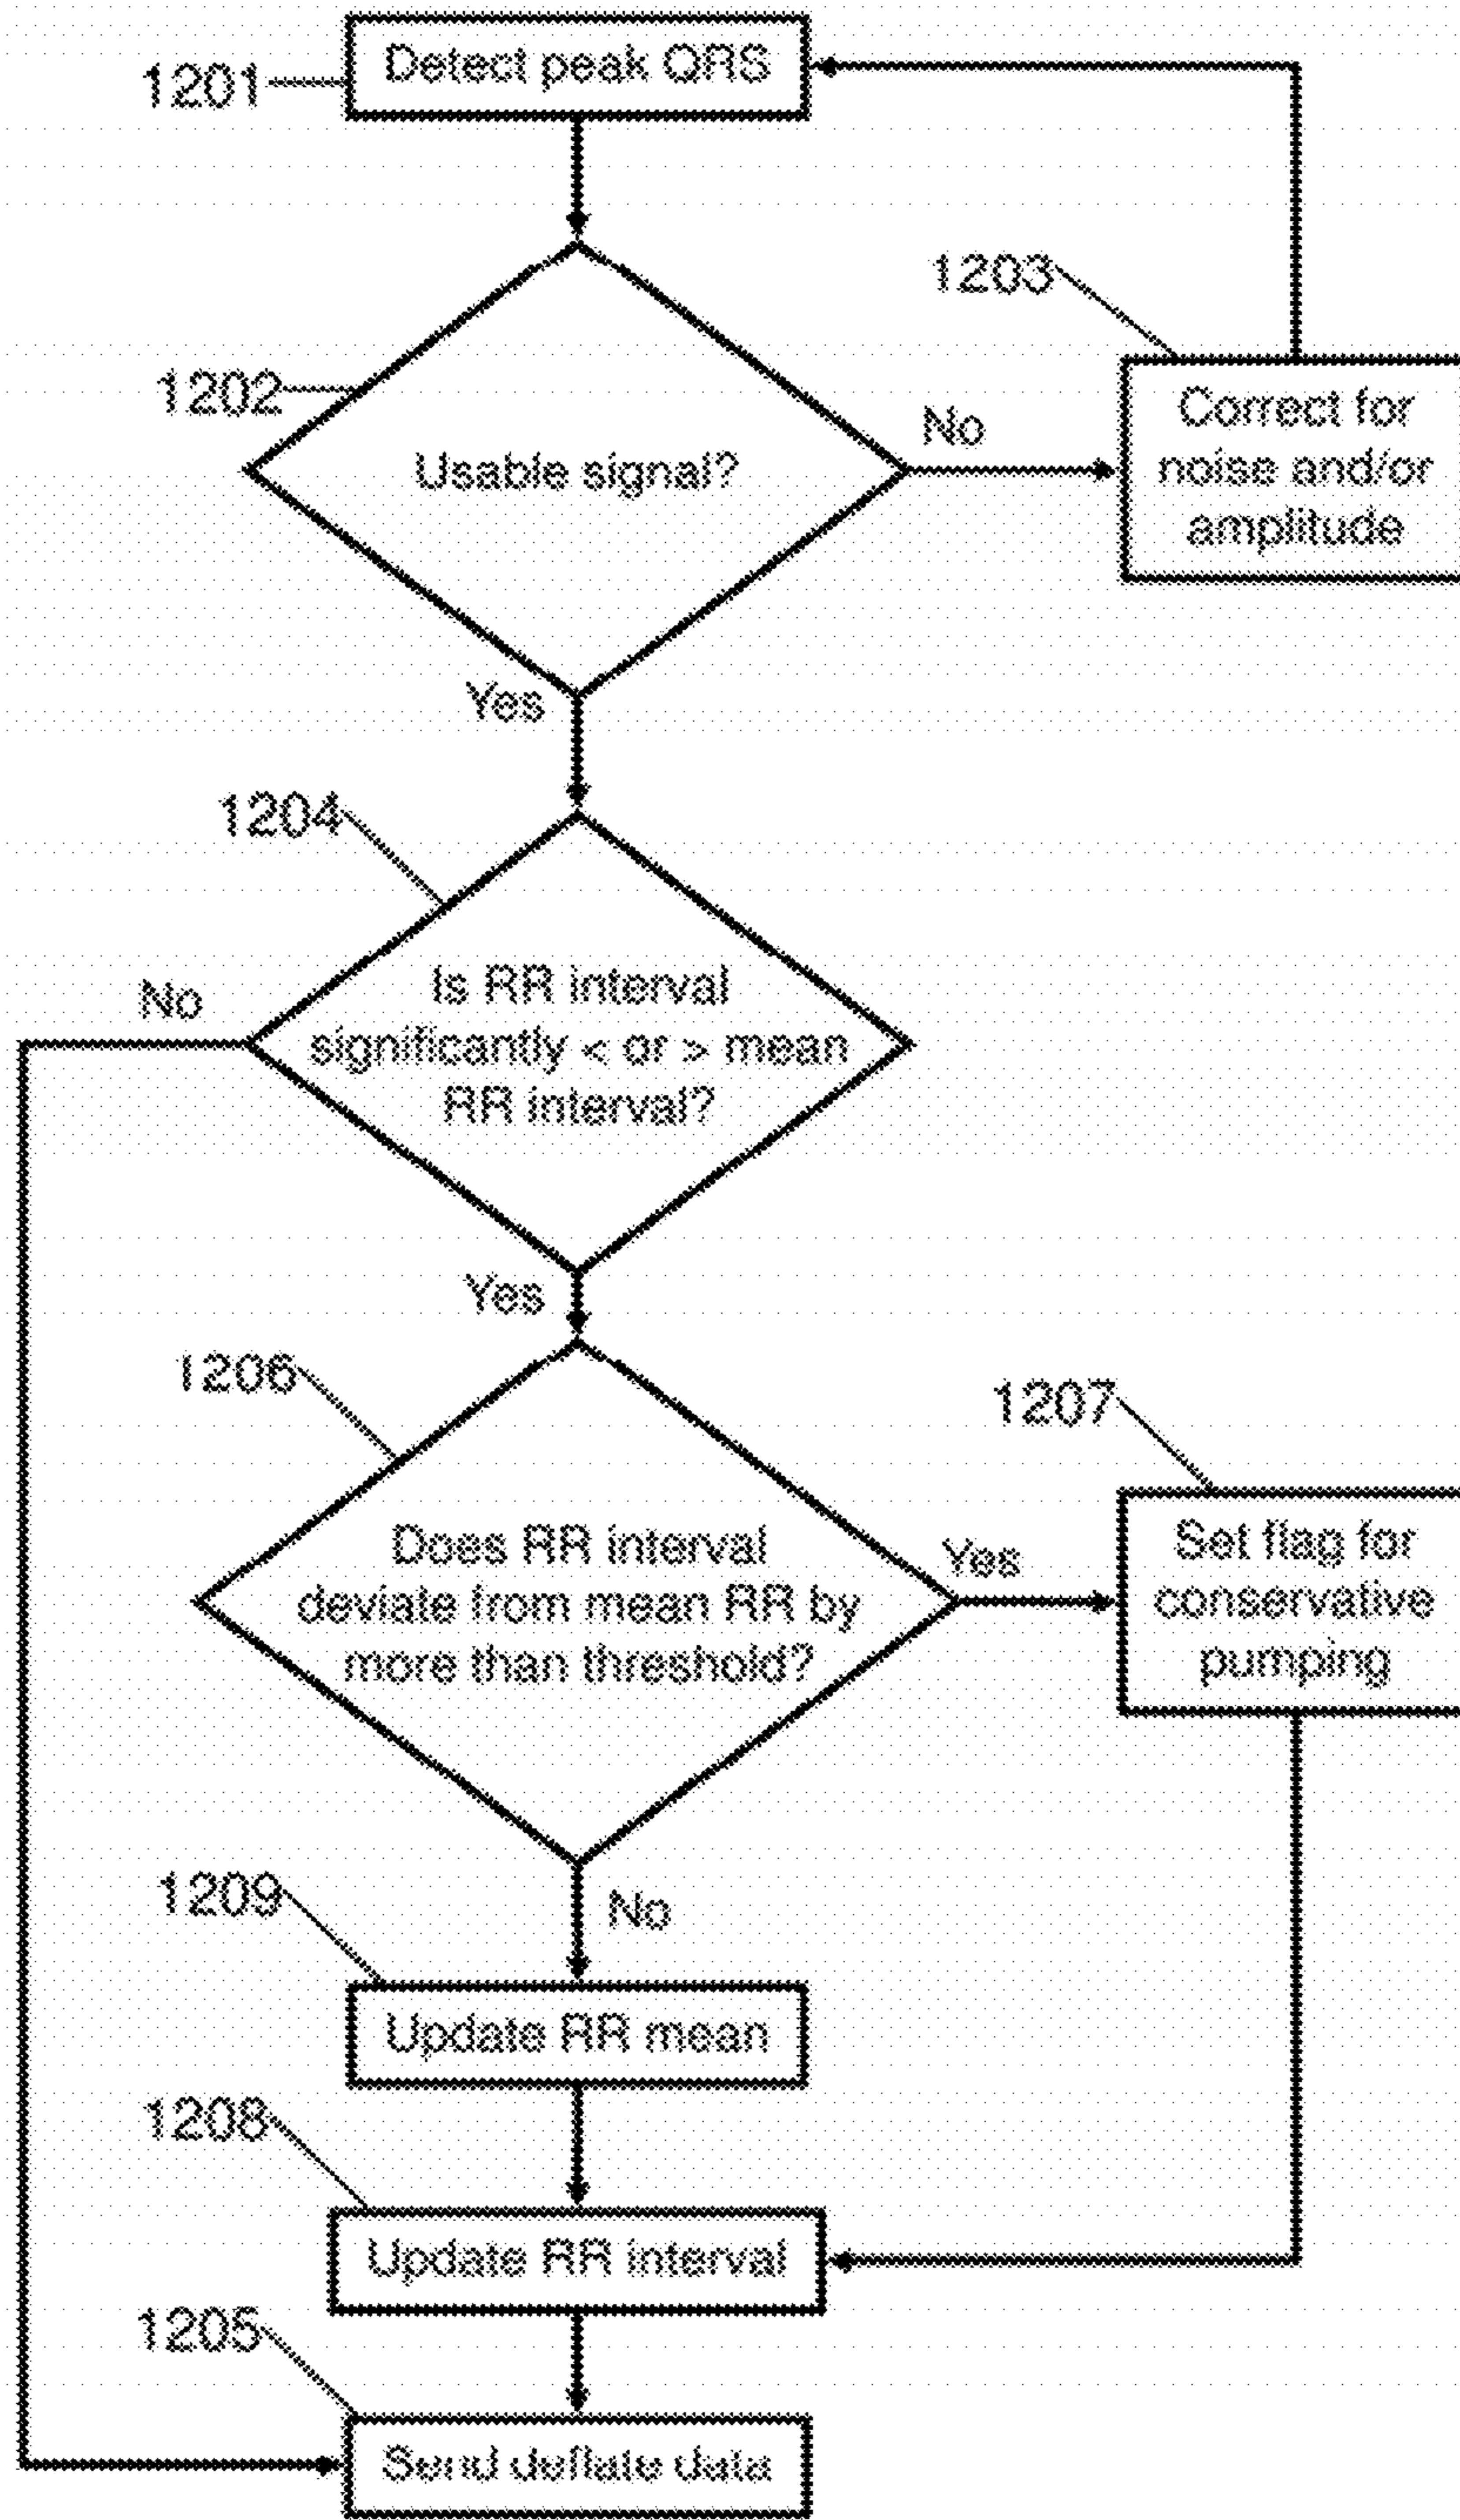 1201
Detect peak QRS
1202
Usable signal?
No
1203
Correct for
noise and/or
amplitude
Yes
1204
No
Is RR interval
significantly < or > mean
RR interval?
Yes
1206
Does RR interval
deviate from mean RR by
more than threshold?
Yes
1207
Set flag for
conservative
pumping
No
1209
Update RR mean
1208
Update RR interval
1205
Send deflate data